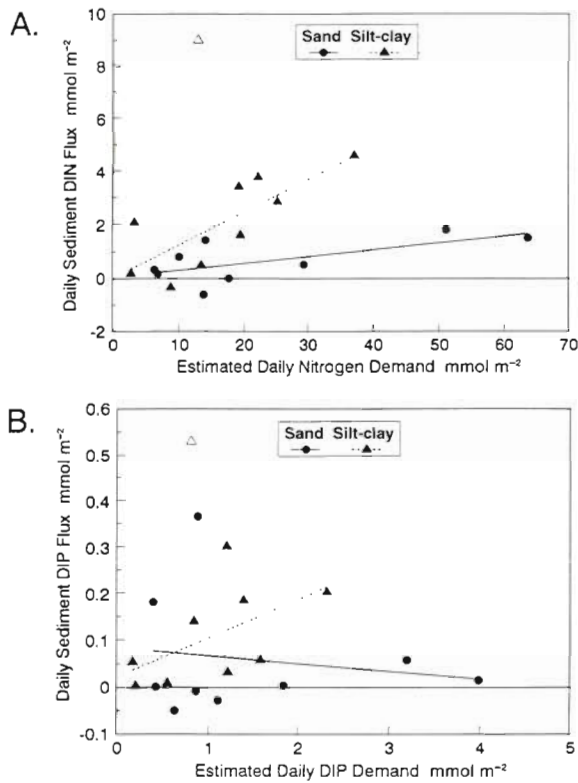 A.
Sand Silt-clay
10
8
6
4
2
0
-2
Daily Sediment DIN Flux mmol m⁻²
0 10 20 30 40 50 60 70
Estimated Daily Nitrogen Demand mmol m⁻²
B.
Sand Silt-clay
0.6
0.5
0.4
0.3
0.2
0.1
0
-0.1
Daily Sediment DIP Flux mmol m⁻²
0 1 2 3 4 5
Estimated Daily DIP Demand mmol m⁻²